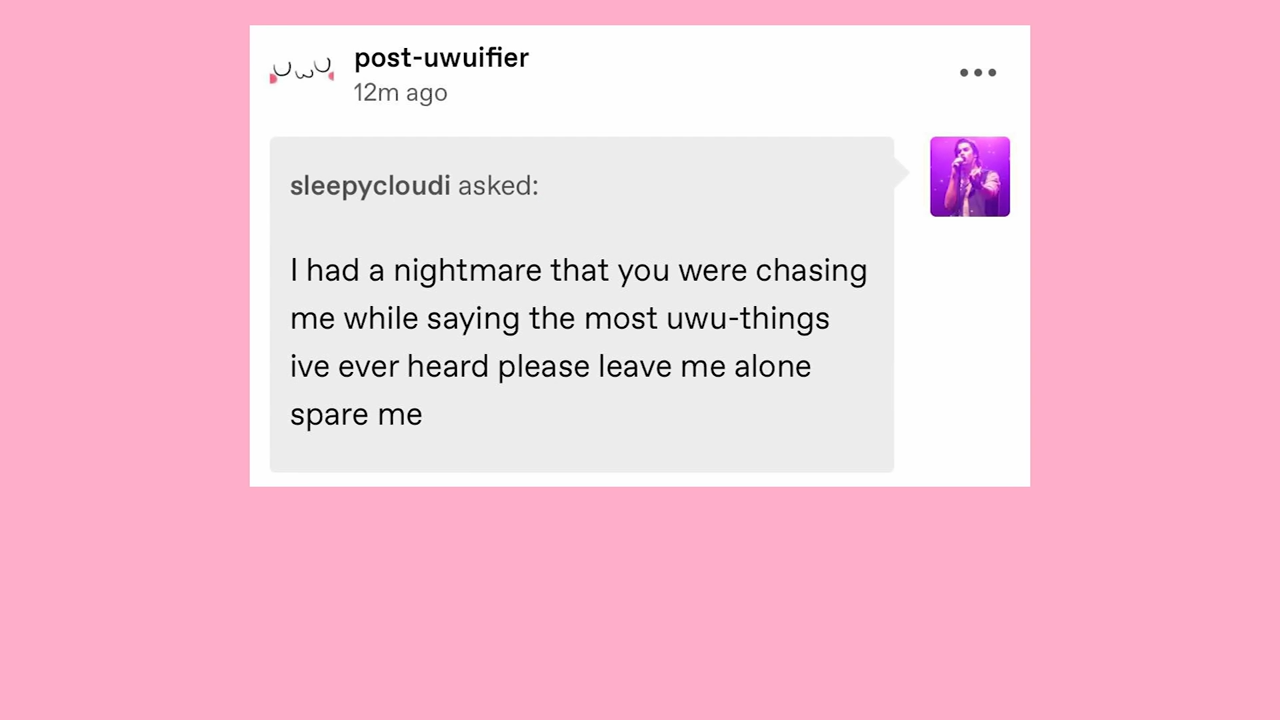 post-uwuifier
12m ago
sleepycloudi asked:
I had a nightmare that you were chasing
me while saying the most uwu-things
ive ever heard please leave me alone
spare me